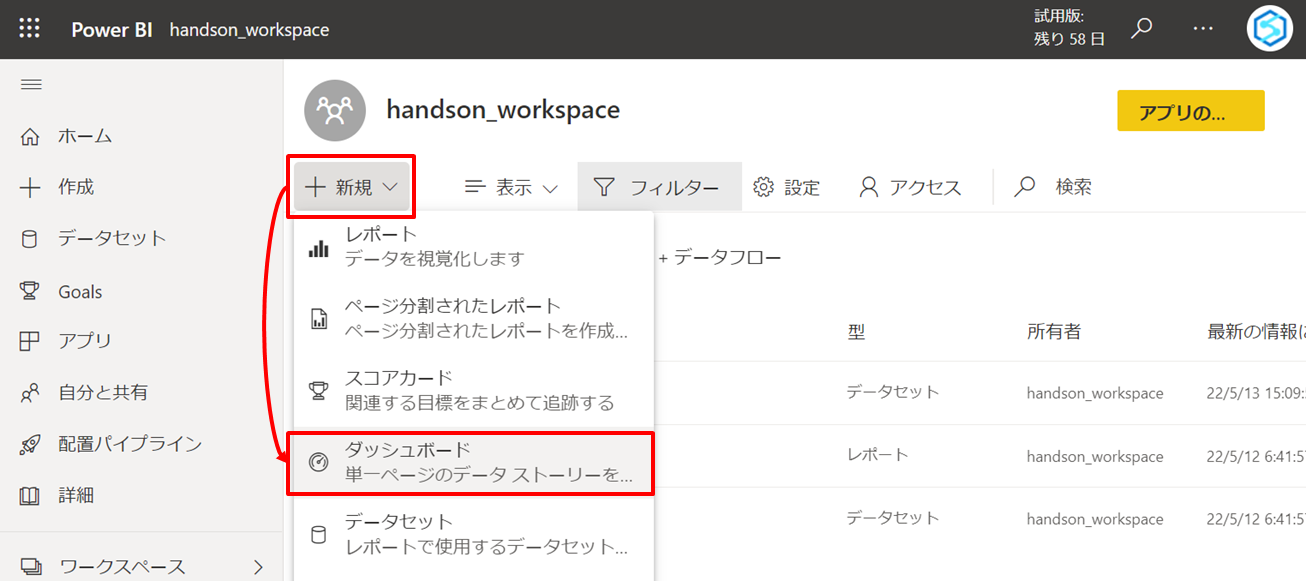 Power BI handson_workspace
試用版:
残り 58 日
ホーム
作成
データセット
Goals
アプリ
自分と共有
配置パイプライン
詳細
ワークスペース
handson_workspace
アプリの...
新規
表示
フィルター
設定
アクセス
検索
レポート
データを視覚化します
ページ分割されたレポート
ページ分割されたレポートを作成...
スコアカード
関連する目標をまとめて追跡する
ダッシュボード
単一ページのデータ ストーリーを...
データセット
レポートで使用するデータセット...
+ データフロー
型 所有者 最新の情報に
データセット handson_workspace 22/5/13 15:09:
レポート handson_workspace 22/5/12 6:41:57
データセット handson_workspace 22/5/12 6:41:57